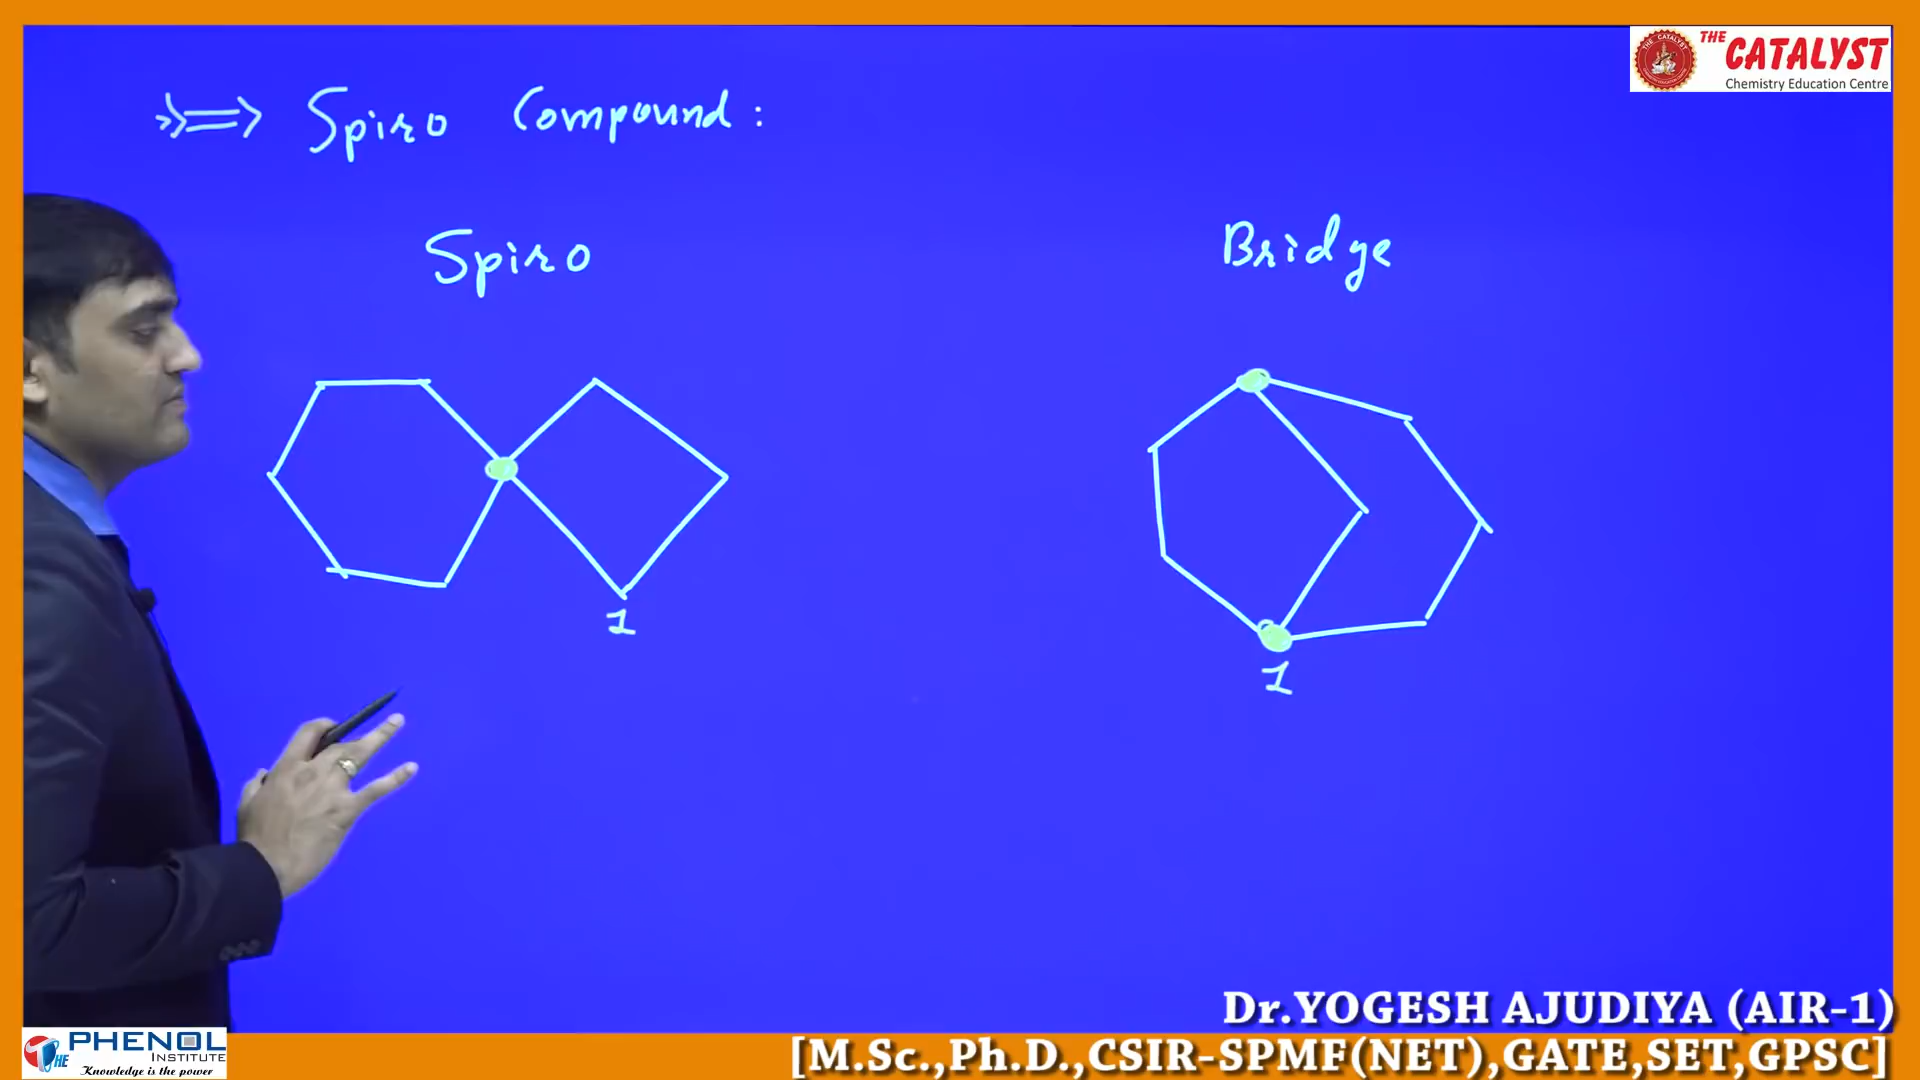 THE CATALYST
Chemistry Education Centre
Spiro Compound:
Spiro
Bridge
1
1
Dr.YOGESH AJUDIYA (AIR-1)
[M.Sc.,Ph.D.,CSIR-SPMF(NET),GATE,SET,GPSC]
THE PHENOL
INSTITUTE
Knowledge is the power